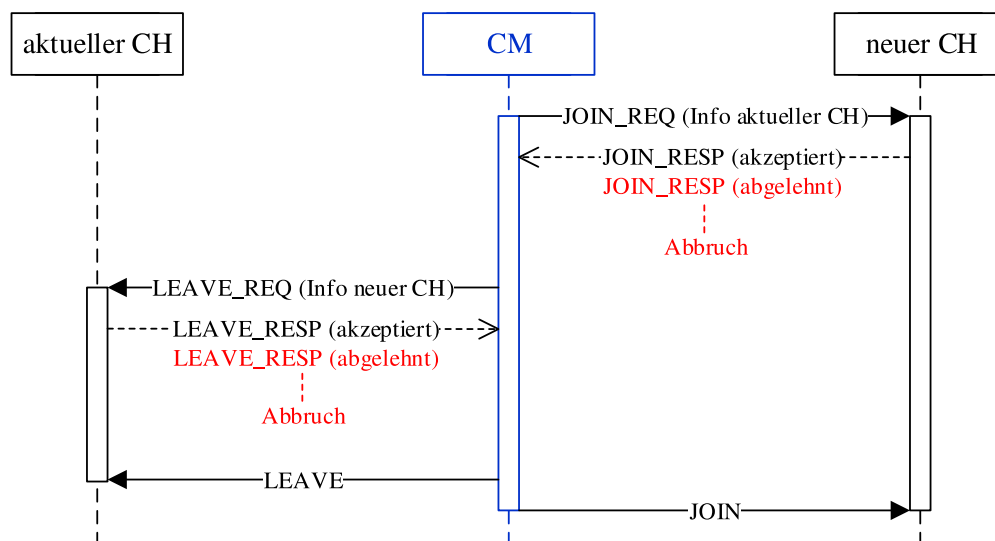 aktueller CH
CM
neuer CH
JOIN_REQ (Info aktueller CH)
JOIN_RESP (akzeptiert)
JOIN_RESP (abgelehnt)
Abbruch
LEAVE_REQ (Info neuer CH)
LEAVE_RESP (akzeptiert)
LEAVE_RESP (abgelehnt)
Abbruch
LEAVE
JOIN